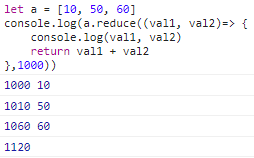 let a = [10, 50, 60]
console.log(a.reduce((val1, val2)=> {
    console.log(val1, val2)
    return val1 + val2
},1000))
1000 10
1010 50
1060 60
1120